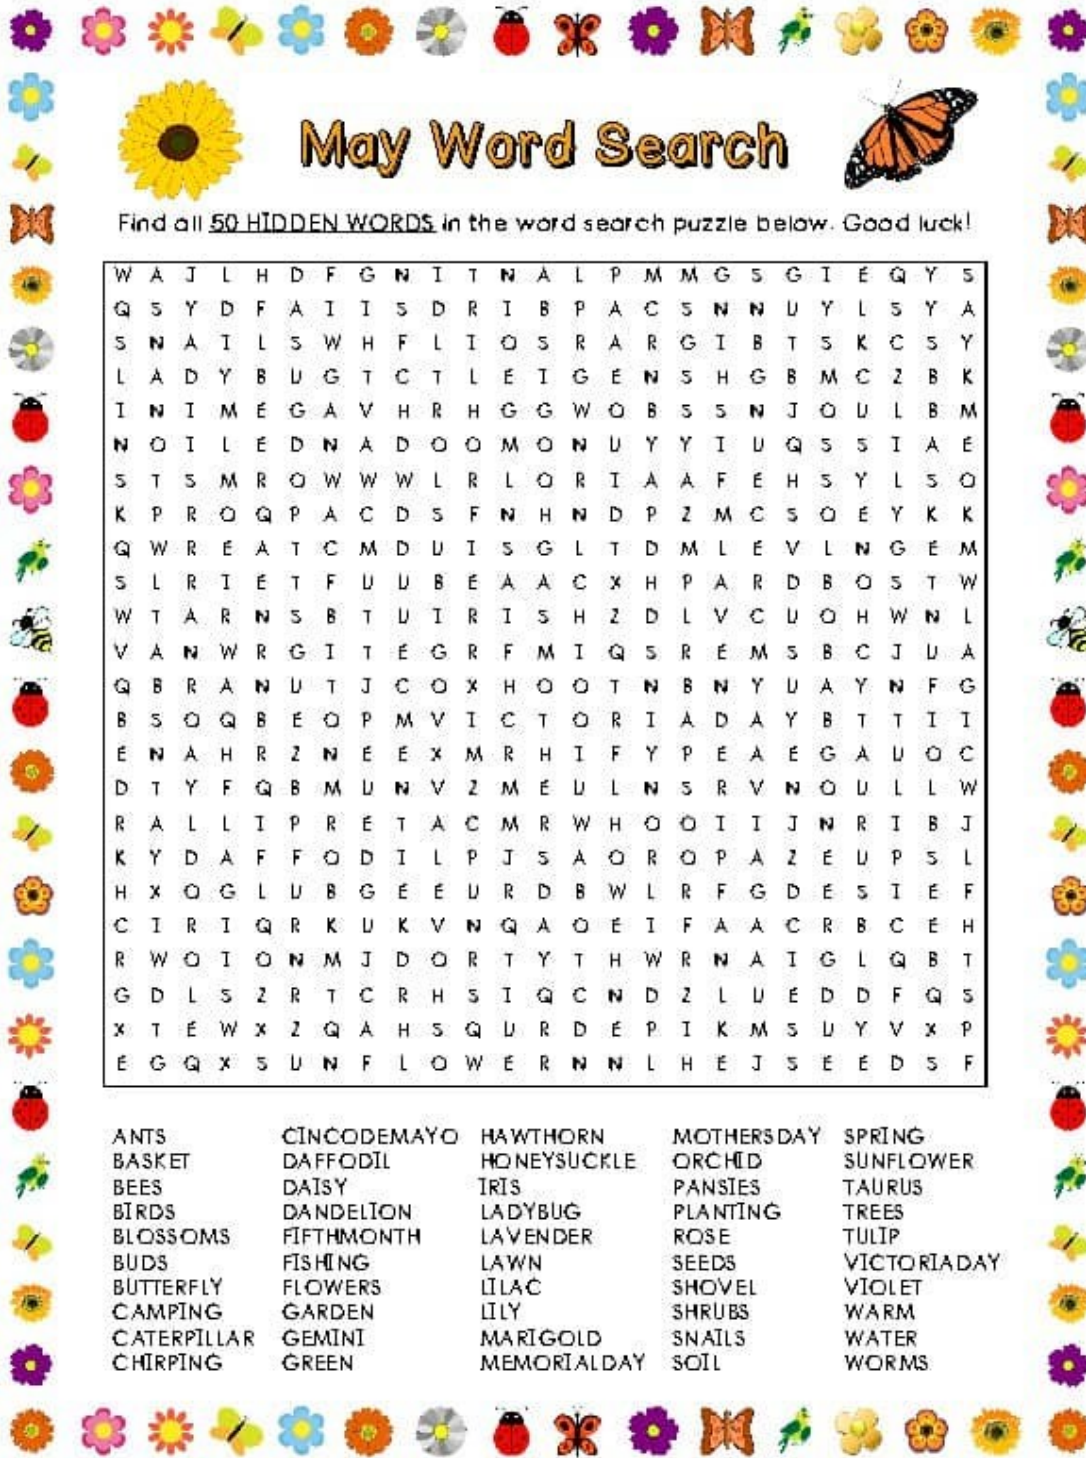 May Word Search
Find all 50 HIDDEN WORDS in the word search puzzle below. Good luck!
W A J L H D F G N I T N A L P M M G S G I E Q Y S
Q S Y D F A I I S D R I B P A C S N N U Y L S Y A
S N A I L S W H F L I O S R A R G I B T S K C S Y
L A D Y B U G T C T L E I G E N S H G B M C Z B K
I N I M E G A V H R H G G W O B S S N J O U L B M
N O I L E D N A D O O M O N U Y Y I U Q S S I A E
S T S M R O W W W L R L O R I A A F E H S Y L S O
K P R O Q P A C D S F N H N D P Z M C S O E Y K K
Q W R E A T C M D U I S G L T D M L E V L N G E M
S L R I E T F U U B E A A C X H P A R D B O S T W
W T A R N S B T U I R I S H Z D L V C U O H W N L
V A N W R G I T E G R F M I Q S R E M S B C J U A
Q B R A N U T J C O X H O O T N B N Y U A Y N F G
B S O Q B E O P M V I C T O R I A D A Y B T T I I
E N A H R Z N E E X M R H I F Y P E A E G A U O C
D T Y F Q B M U N V Z M E U L N S R V N O U L L W
R A L L I P R E T A C M R W H O O I I J N R I B J
K Y D A F F O D I L P J S A O R O P A Z E U P S L
H X O G L U B G E E U R D B W L R F G D E S I E F
C I R I Q R K U K V N Q A O E I F A A C R B C E H
R W O I O N M J D O R T Y T H W R N A I G L Q B T
G D L S Z R T C R H S I Q C N D Z L U E D D F Q S
X T E W X Z Q A H S Q U R D E P I K M S U Y V X P
E G Q X S U N F L O W E R N N L H E J S E E D S F
ANTS CINCODEMAYO HAWTHORN MOTHERSDAY SPRING
BASKET DAFFODIL HONEYSUCKLE ORCHID SUNFLOWER
BEES DAISY IRIS PANSIES TAURUS
BIRDS DANDELION LADYBUG PLANTING TREES
BLOSSOMS FIFTHMONTH LAVENDER ROSE TULIP
BUDS FISHING LAWN SEEDS VICTORIADAY
BUTTERFLY FLOWERS LILAC SHOVEL VIOLET
CAMPING GARDEN LILY SHRUBS WARM
CATERPILLAR GEMINI MARIGOLD SNAILS WATER
CHIRPING GREEN MEMORIALDAY SOIL WORMS